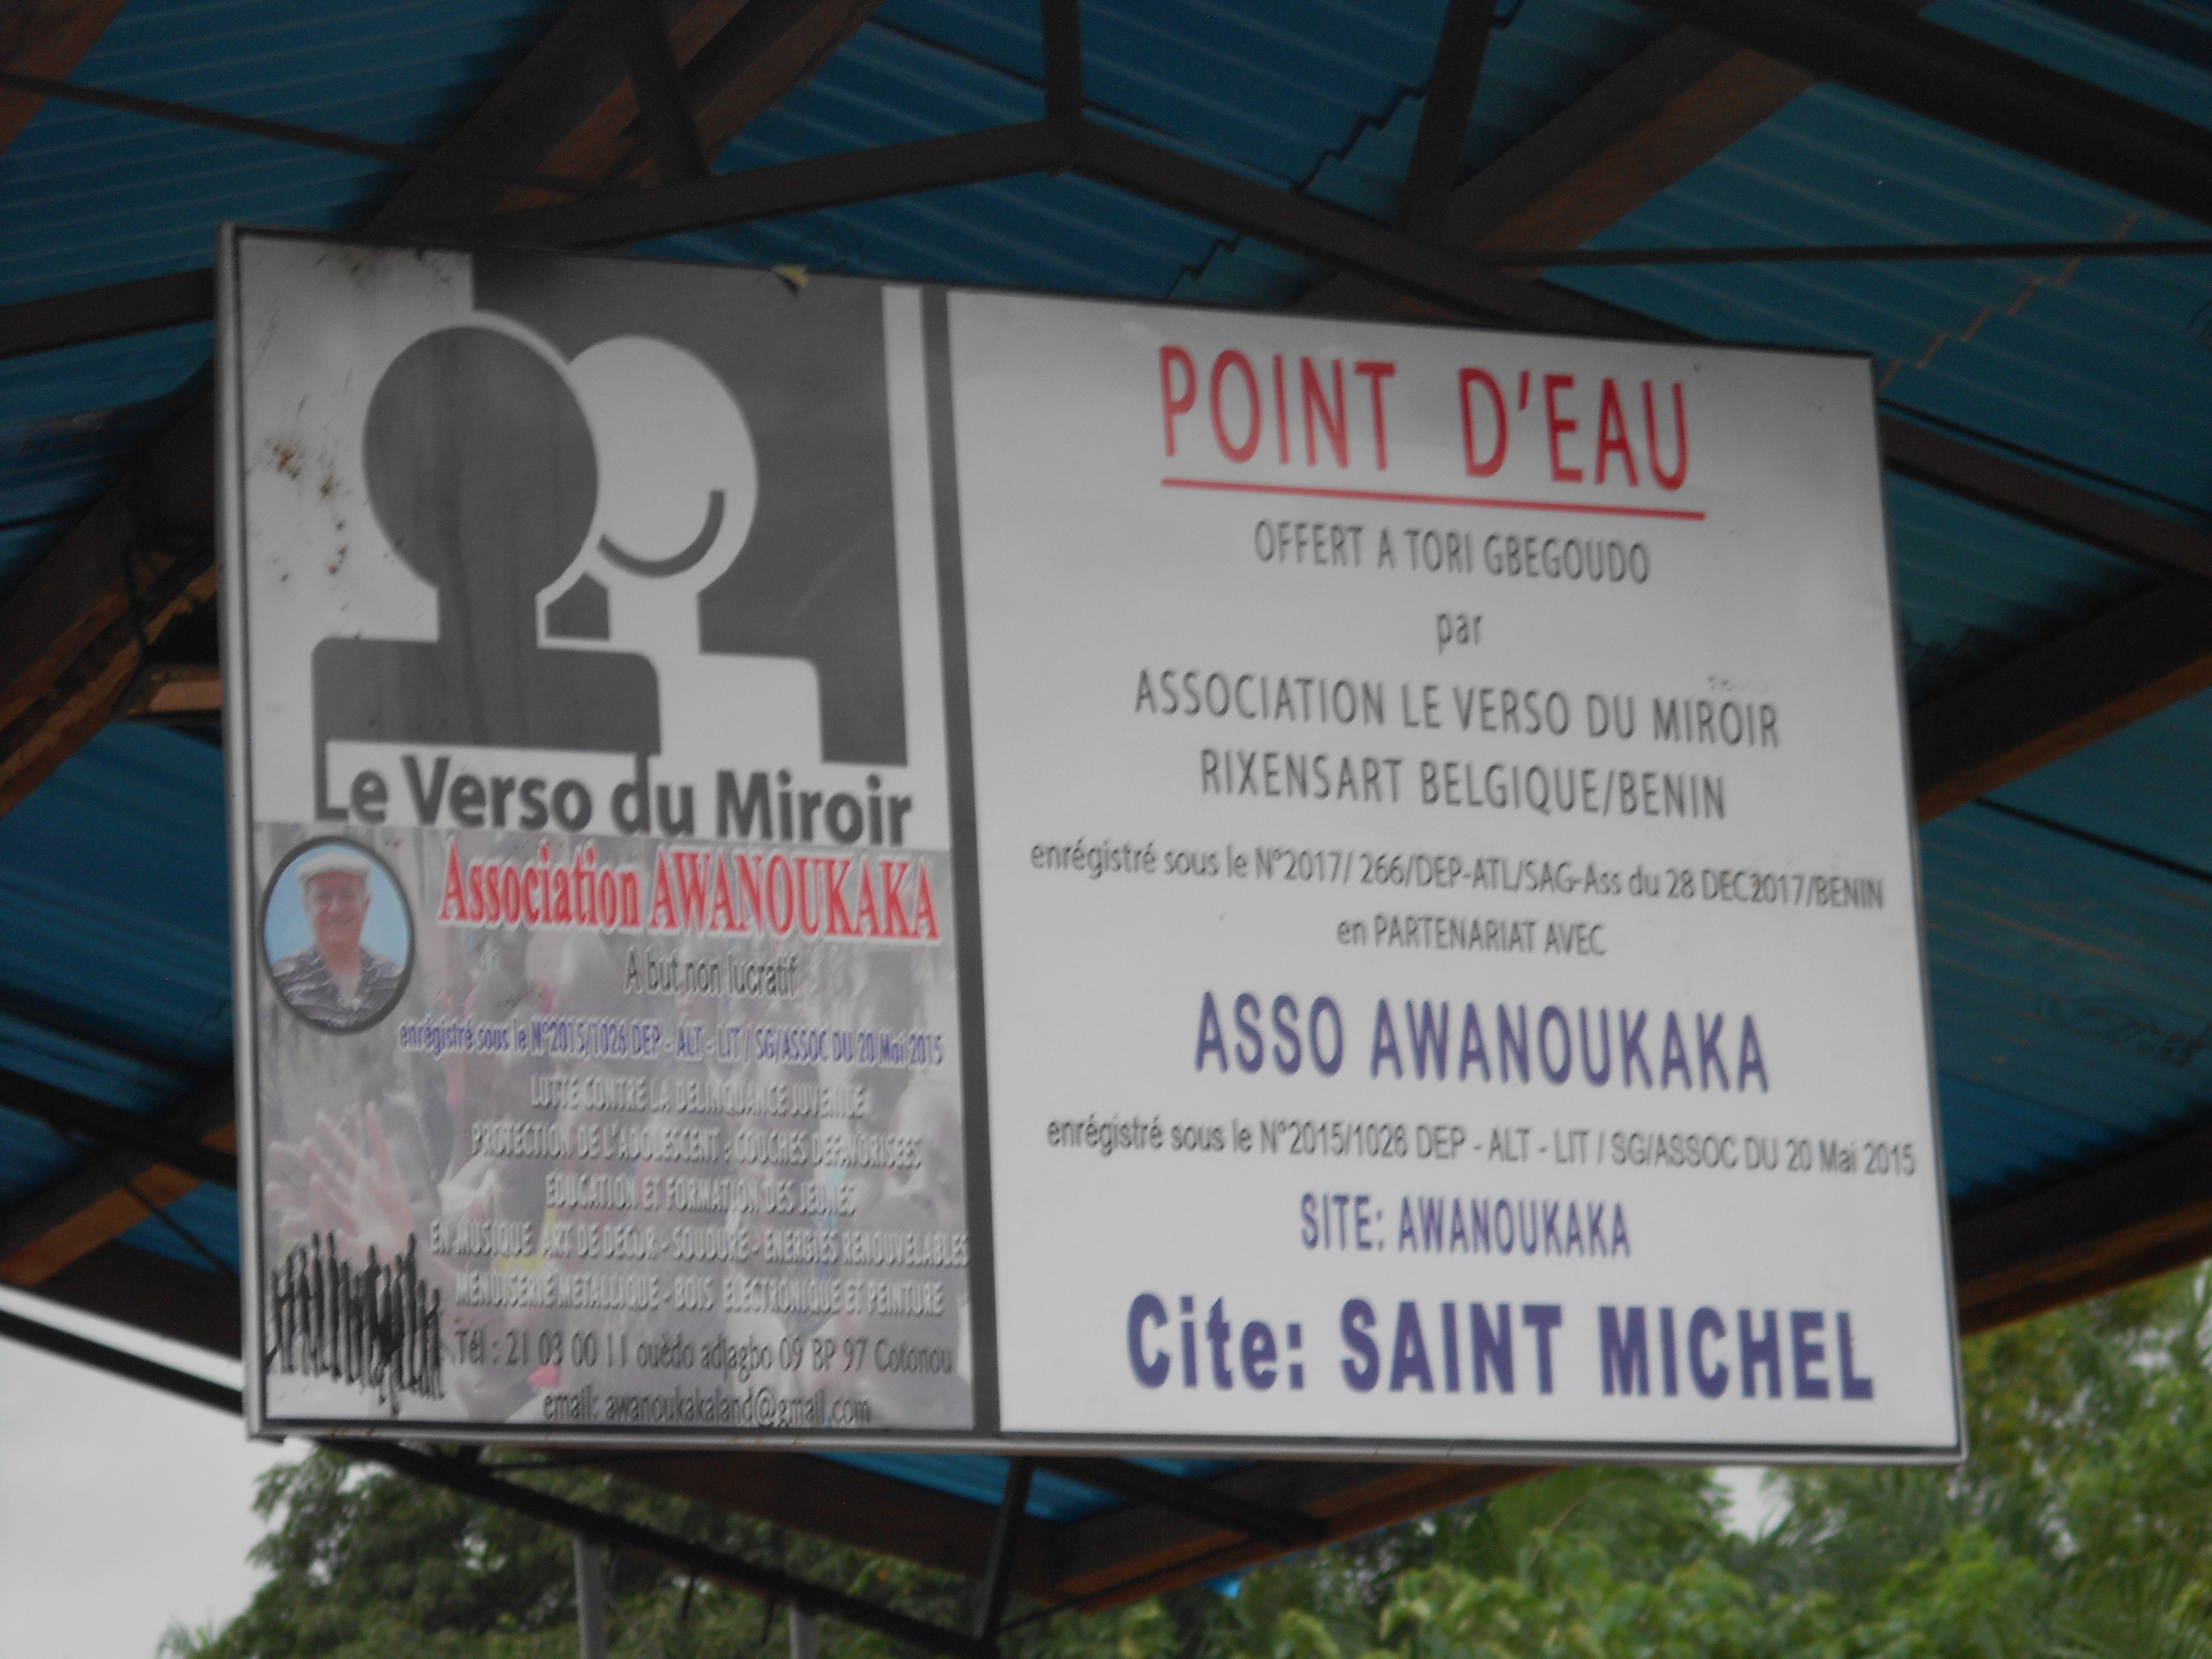 Le Verso du Miroir
Association AWANOUKAKA
A but non lucratif
enrégistré sous le N°2015/1026 DEP - ALT - LIT / SG/ASSOC DU 20 Mai 2015
LUTTE CONTRE LA DELINQUANCE JUVENILE
PROTECTION DE L'ADOLESCENT : COUCHES DEFAVORISEES
EDUCATION ET FORMATION DES JEUNES
EN MUSIQUE ART DE DECOR - SOUDURE - ENERGIES RENOUVELABLES
MENUISERIE METALLIQUE - BOIS ELECTRONIQUE ET PEINTURE
Tél : 21 03 00 11 ouèdo adjagbo 09 BP 97 Cotonou
email: awanoukakaland@gmail.com
POINT D'EAU
OFFERT A TORI GBEGOUDO
par
ASSOCIATION LE VERSO DU MIROIR
RIXENSART BELGIQUE/BENIN
enrégistré sous le N°2017/ 266/DEP-ATL/SAG-Ass du 28 DEC2017/BENIN
en PARTENARIAT AVEC
ASSO AWANOUKAKA
enrégistré sous le N°2015/1026 DEP - ALT - LIT / SG/ASSOC DU 20 Mai 2015
SITE: AWANOUKAKA
Cite: SAINT MICHEL